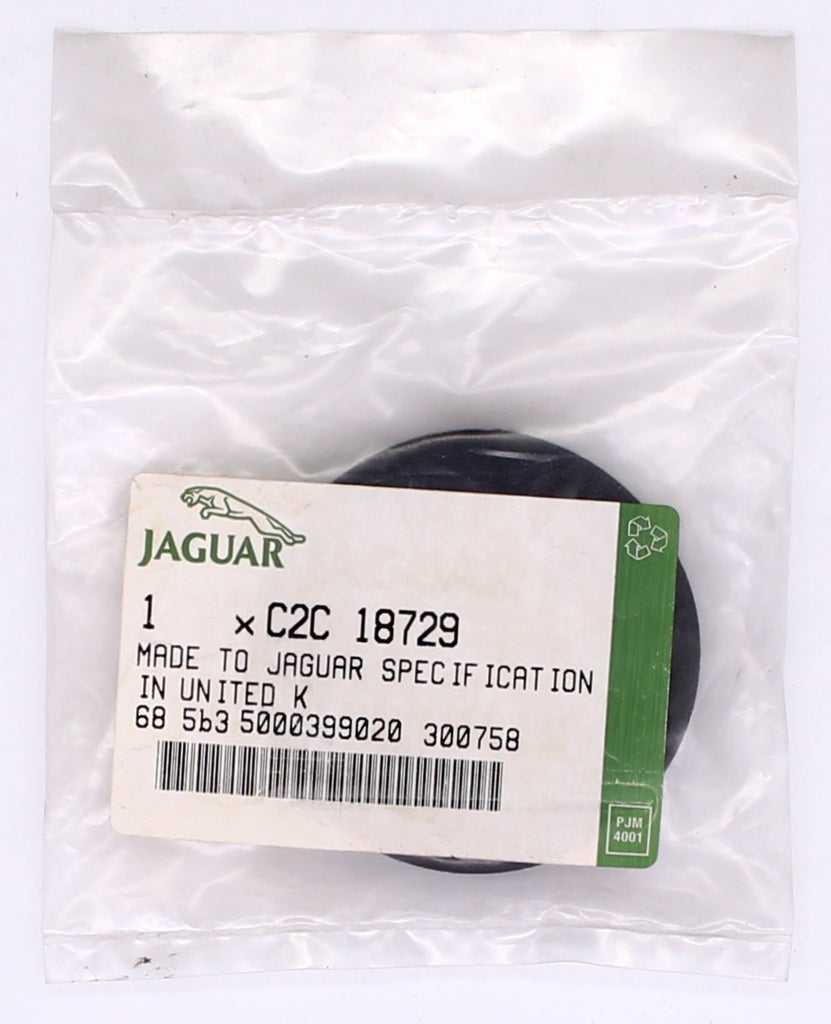 JAGUAR
1 x C2C 18729
MADE TO JAGUAR SPECIFICATION
IN UNITED K
68 5b3 5000399020 300758
PJM
4001